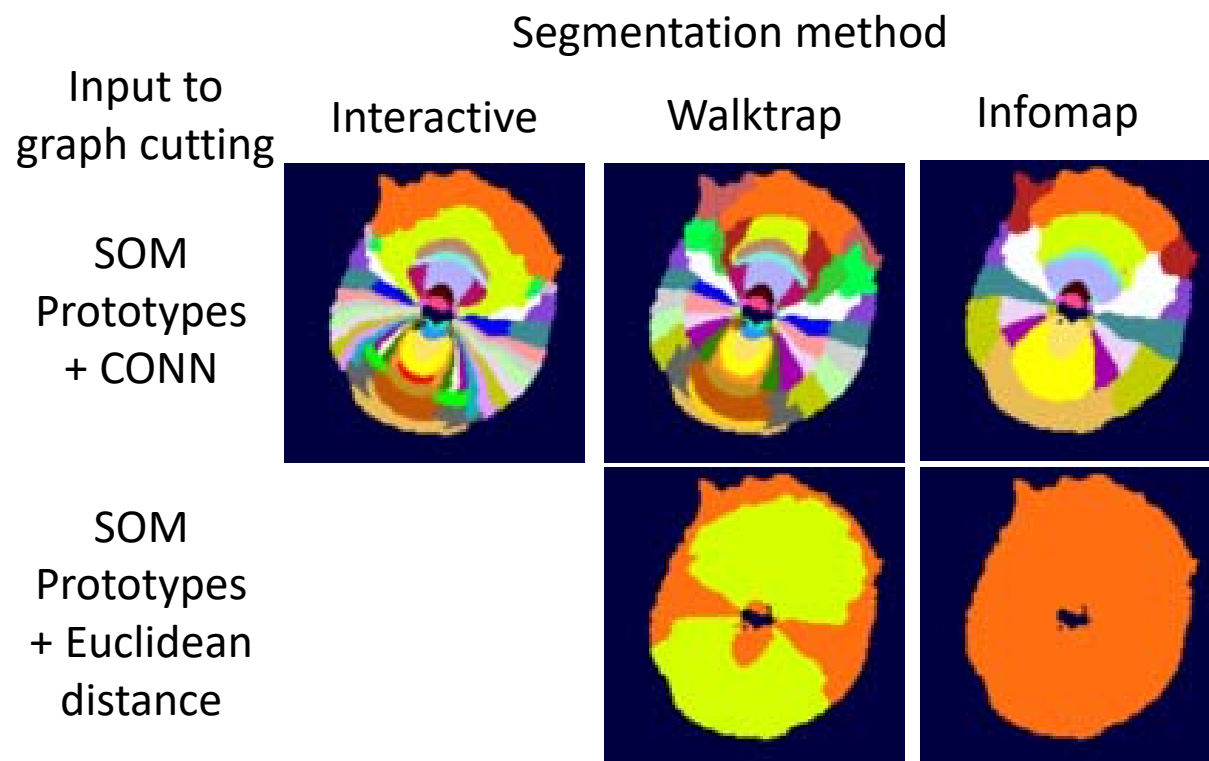 Segmentation method
Input to
graph cutting
Interactive
Walktrap
Infomap
SOM
Prototypes
+ CONN
SOM
Prototypes
+ Euclidean
distance